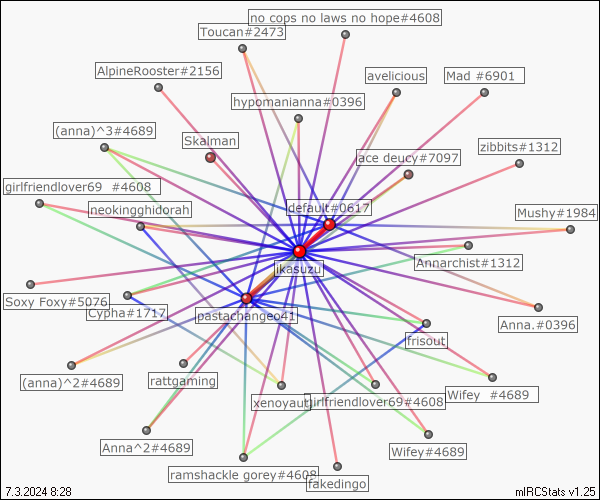 no cops no laws no hope#4608
Toucan#2473
AlpineRooster#2156
avelicious
Mad #6901
hypomanianna#0396
(anna)^3#4689
Skalman
ace deucy#7097
zibbits#1312
girlfriendlover69 #4608
neokingghidorah
default#0617
Mushy#1984
jkasuzu
Annarchist#1312
Soxy Foxy#5076
Cypha#1717
pastachangeo41
Anna.#0396
frisout
(anna)^2#4689
rattgaming
xenoyaut
girlfriendlover69#4608
Wifey #4689
Anna^2#4689
Wifey#4689
ramshackle gorey#4608
fakedingo
7.3.2024 8:28
mIRCStats v1.25